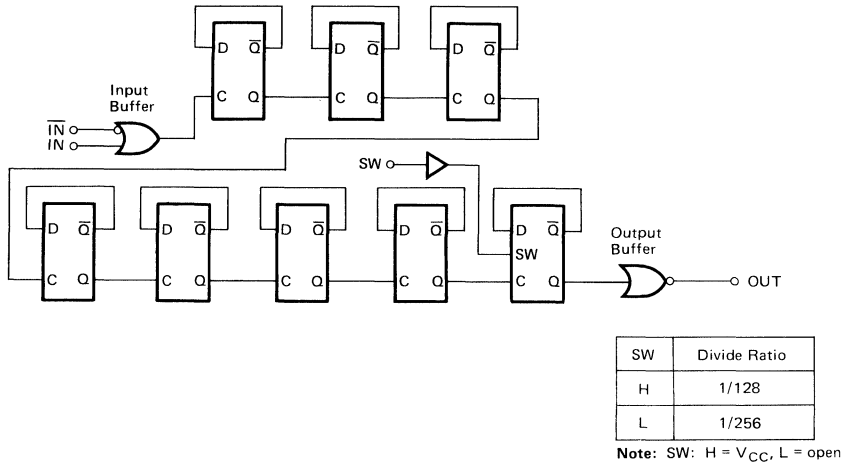 D Q̅ D Q̅ D Q̅
Input
Buffer
C Q C Q C Q
I̅N̅
IN
SW
D Q̅ D Q̅ D Q̅ D Q̅ D Q̅
SW
Output
Buffer
C Q C Q C Q C Q C Q
OUT
SW Divide Ratio
H 1/128
L 1/256
Note: SW: H = VCC, L = open